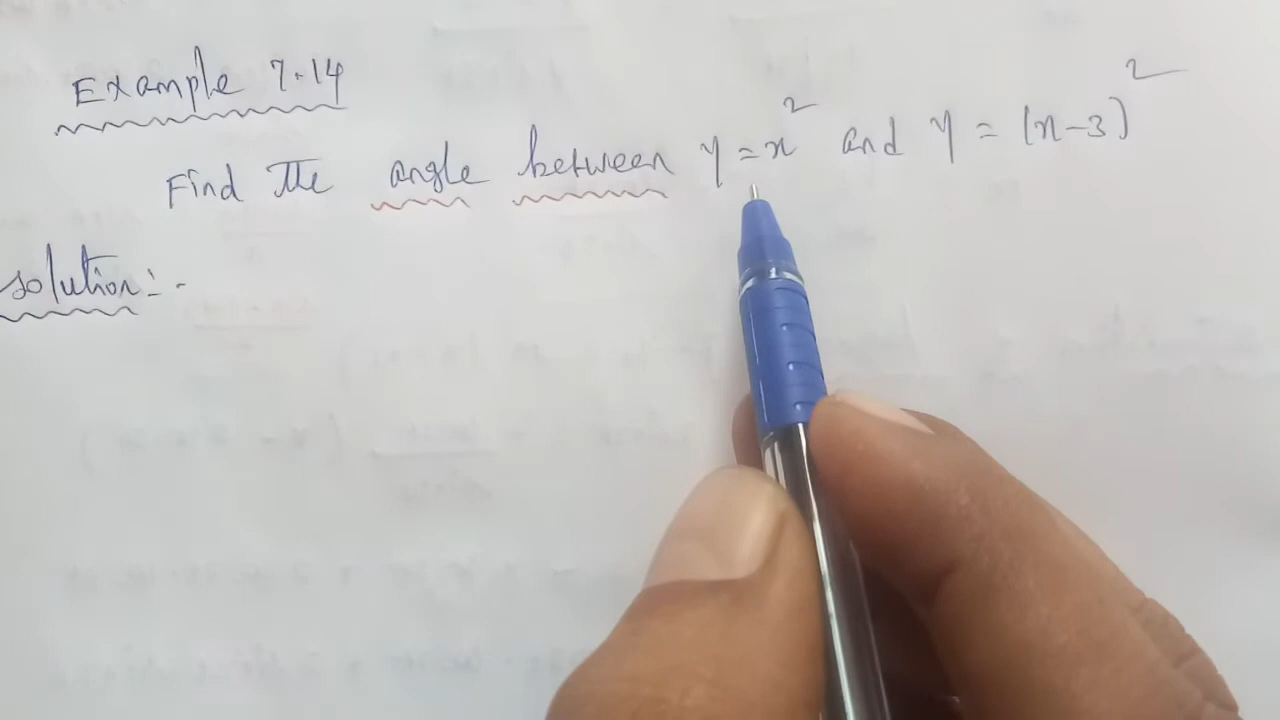 Example 7.14
Find the angle between y = x² and y = (x-3)²
solution:-